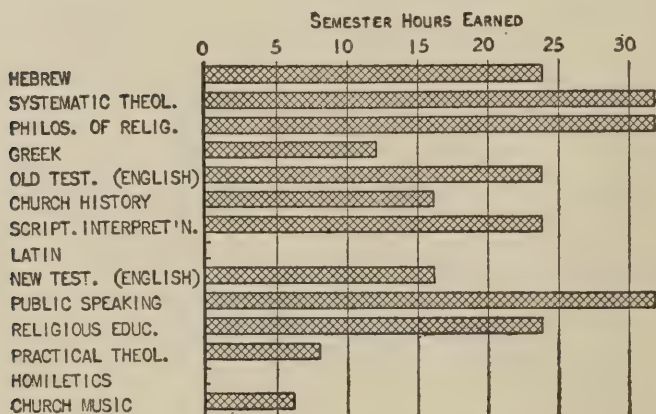 SEMESTER HOURS EARNED
0 5 10 15 20 25 30
HEBREW
SYSTEMATIC THEOL.
PHILOS. OF RELIG.
GREEK
OLD TEST. (ENGLISH)
CHURCH HISTORY
SCRIPT. INTERPRET'N.
LATIN
NEW TEST. (ENGLISH)
PUBLIC SPEAKING
RELIGIOUS EDUC.
PRACTICAL THEOL.
HOMILETICS
CHURCH MUSIC